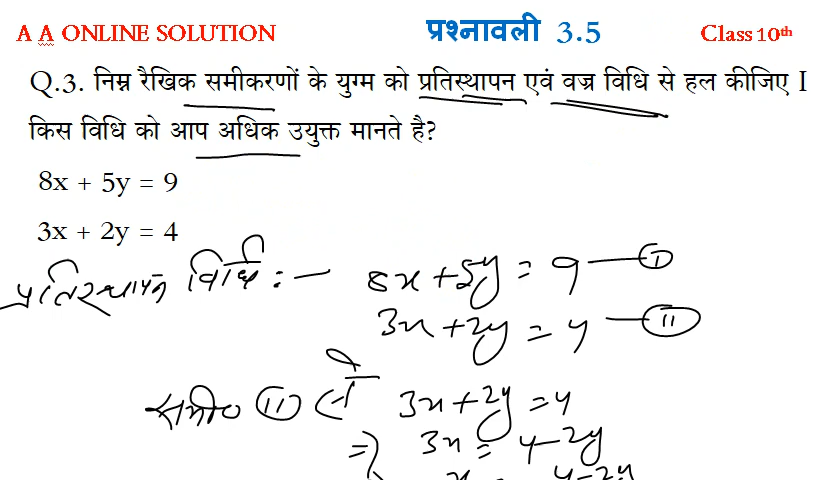 A A ONLINE SOLUTION प्रश्नावली 3.5 Class 10th
Q.3. निम्न रैखिक समीकरणों के युग्म को प्रतिस्थापन एवं वज्र विधि से हल कीजिए I
किस विधि को आप अधिक उयुक्त मानते है?
8x + 5y = 9
3x + 2y = 4
प्रतिस्थापन विधि :- 8x + 5y = 9 — I
3x + 2y = 4 — II
समी० II से 3x + 2y = 4
⇒ 3x = 4 - 2y
x = 4 - 2y